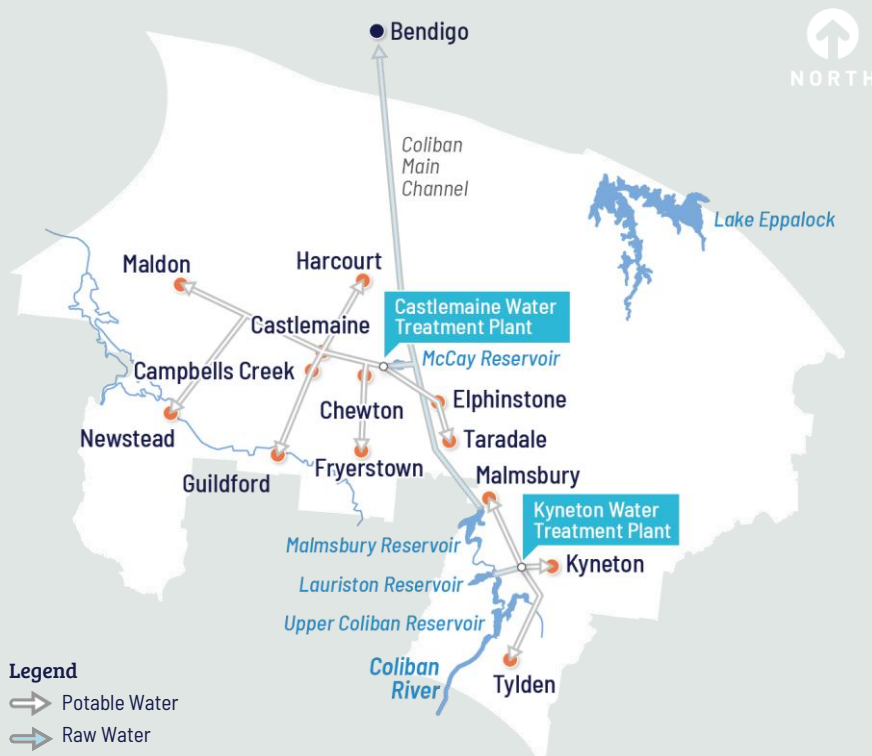 Bendigo
NORTH
Coliban
Main
Channel
Lake Eppalock
Maldon
Harcourt
Castlemaine Water
Treatment Plant
Castlemaine
McCay Reservoir
Campbells Creek
Elphinstone
Chewton
Newstead
Taradale
Guildford
Fryerstown
Malmsbury
Kyneton Water
Treatment Plant
Malmsbury Reservoir
Kyneton
Lauriston Reservoir
Upper Coliban Reservoir
Coliban
River
Tylden
Legend
Potable Water
Raw Water